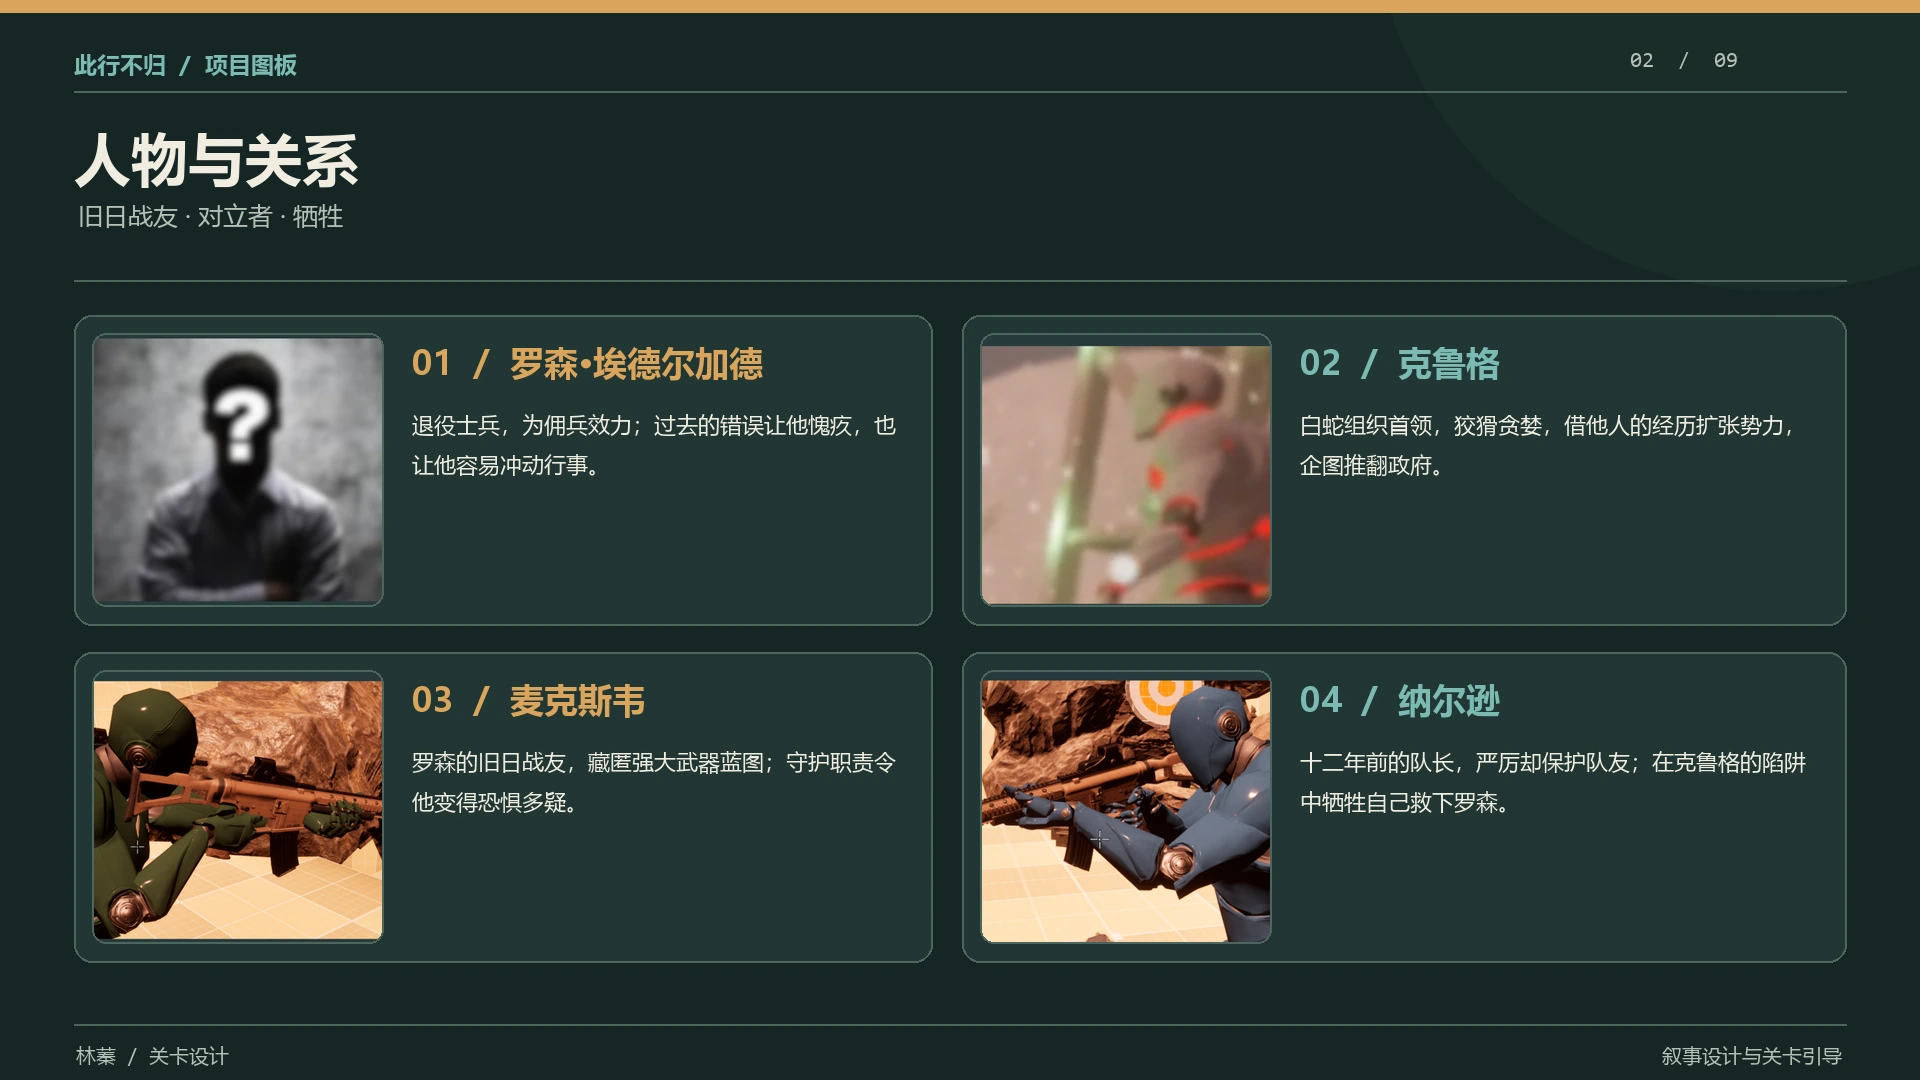 此行不归 / 项目图板
02 / 09
人物与关系
旧日战友 · 对立者 · 牺牲
?
01 / 罗森·埃德尔加德
退役士兵，为佣兵效力；过去的错误让他愧疚，也
让他容易冲动行事。
02 / 克鲁格
白蛇组织首领，狡猾贪婪，借他人的经历扩张势力，
企图推翻政府。
03 / 麦克斯韦
罗森的旧日战友，藏匿强大武器蓝图；守护职责令
他变得恐惧多疑。
04 / 纳尔逊
十二年前的队长，严厉却保护队友；在克鲁格的陷阱
中牺牲自己救下罗森。
林蓁 / 关卡设计
叙事设计与关卡引导